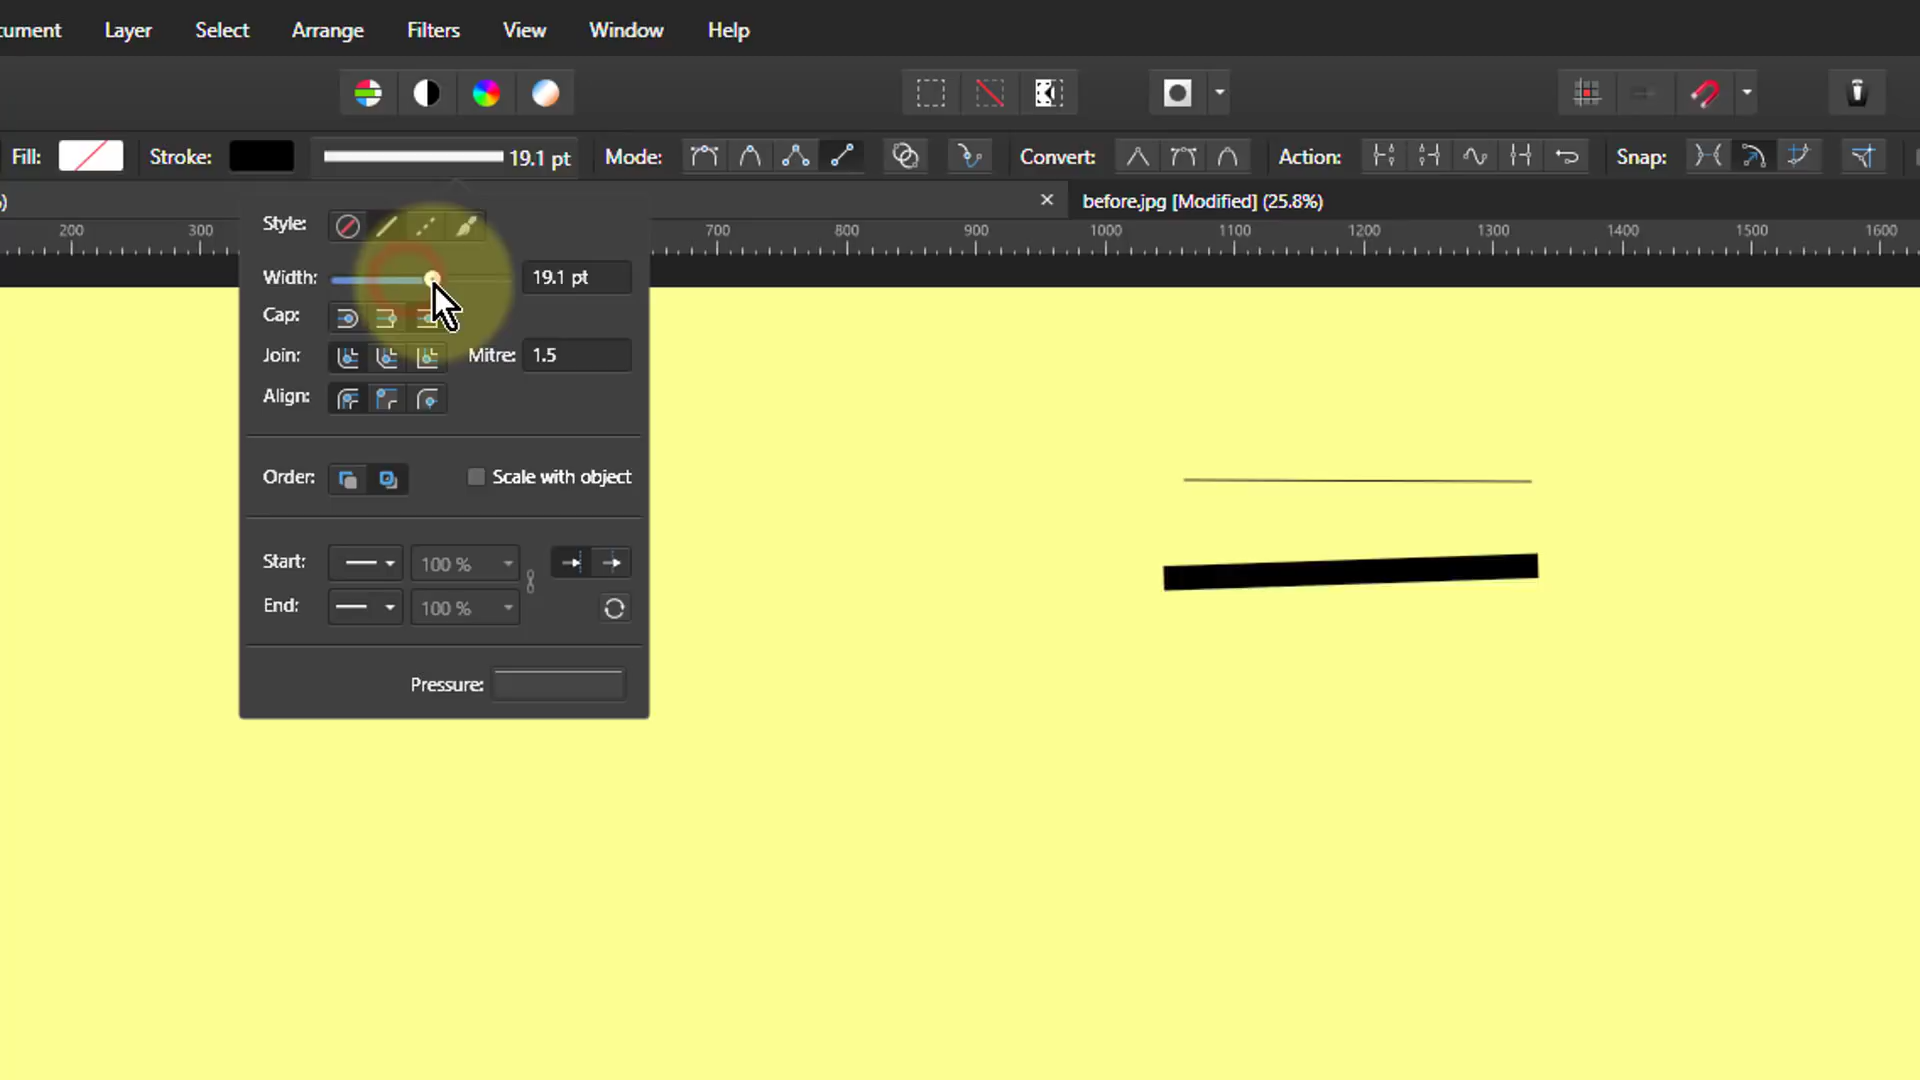 cument Layer Select Arrange Filters View Window Help
Fill: Stroke: 19.1 pt Mode: Convert: Action: Snap:
) × before.jpg [Modified] (25.8%)
200 300 700 800 900 1000 1100 1200 1300 1400 1500 1600
Style:
Width: 19.1 pt
Cap:
Join: Mitre: 1.5
Align:
Order: Scale with object
Start: 100 %
End: 100 %
Pressure: